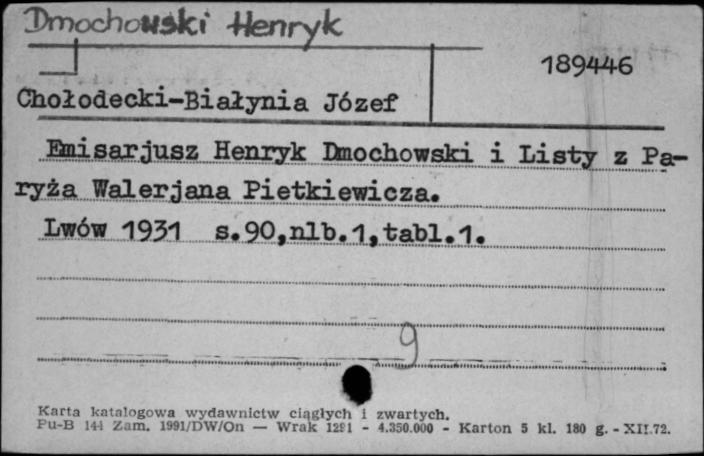 Dmochowski Henryk
189446
Chołodecki-Białynia Józef
Emisarjusz Henryk Dmochowski i Listy z Pa-
ryża Walerjana Pietkiewicza.
Lwów 1931 s.90,nlb.1,tabl.1.
9
Karta katalogowa wydawnictw ciągłych i zwartych.
Pu-B 144 Zam. 1991/DW/On — Wrak 1291 - 4.350.000 - Karton 5 kl. 180 g. - XII.72.